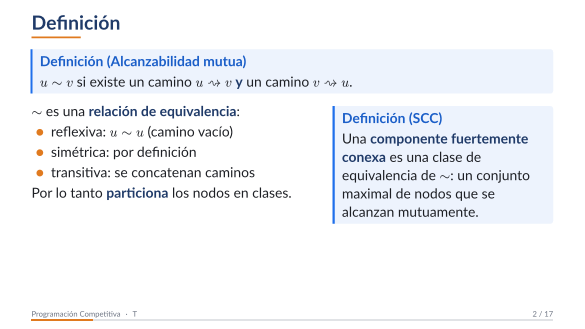 Definición
Definición (Alcanzabilidad mutua)
u ∼ v si existe un camino u ⇝ v y un camino v ⇝ u.
∼ es una relación de equivalencia:
reflexiva: u ∼ u (camino vacío)
simétrica: por definición
transitiva: se concatenan caminos
Por lo tanto particiona los nodos en clases.
Definición (SCC)
Una componente fuertemente
conexa es una clase de
equivalencia de ∼: un conjunto
maximal de nodos que se
alcanzan mutuamente.
Programación Competitiva · T
2 / 17